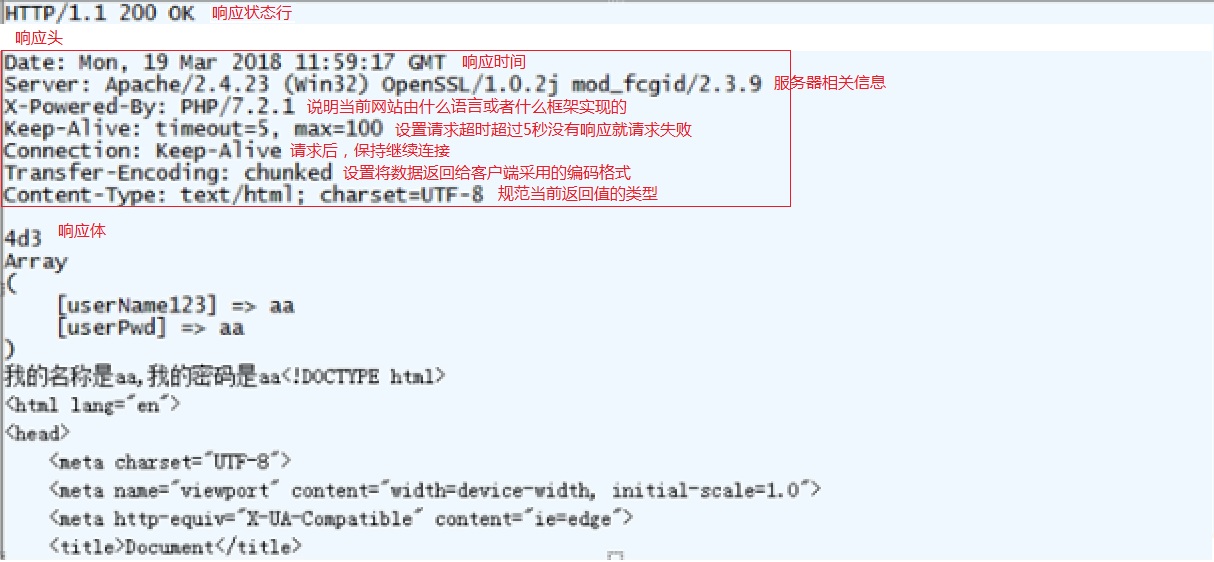 HTTP/1.1 200 OK 响应状态行
响应头
Date: Mon, 19 Mar 2018 11:59:17 GMT 响应时间
Server: Apache/2.4.23 (Win32) OpenSSL/1.0.2j mod_fcgid/2.3.9 服务器相关信息
X-Powered-By: PHP/7.2.1 说明当前网站由什么语言或者什么框架实现的
Keep-Alive: timeout=5, max=100 设置请求超时超过5秒没有响应就请求失败
Connection: Keep-Alive 请求后，保持继续连接
Transfer-Encoding: chunked 设置将数据返回给客户端采用的编码格式
Content-Type: text/html; charset=UTF-8 规范当前返回值的类型
4d3 响应体
Array
(
[userName123] => aa
[userPwd] => aa
)
我的名称是aa,我的密码是aa<!DOCTYPE html>
<html lang="en">
<head>
<meta charset="UTF-8">
<meta name="viewport" content="width=device-width, initial-scale=1.0">
<meta http-equiv="X-UA-Compatible" content="ie=edge">
<title>Document</title>